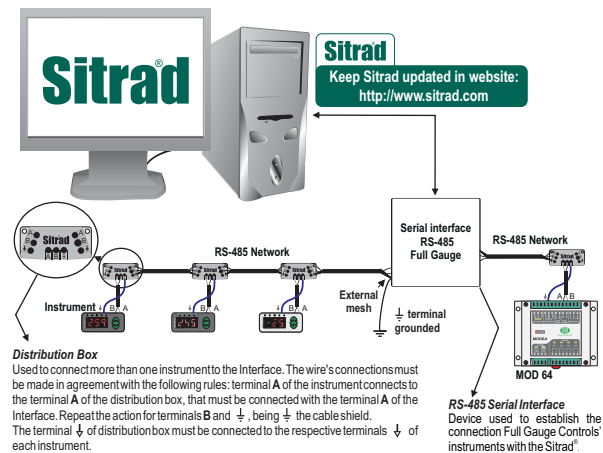 Sitrad®
Sitrad
Keep Sitrad updated in website:
http://www.sitrad.com
A
B
Sitrad
A
B
A B
RS-485 Network
Serial interface
RS-485
Full Gauge
RS-485 Network
Sitrad
Sitrad
Sitrad
Sitrad
Instrument
B A
B A
B A
External
mesh
terminal
grounded
A B
MOD64
MOD 64
Distribution Box
Used to connect more than one instrument to the Interface. The wire's connections must
be made in agreement with the following rules: terminal A of the instrument connects to
the terminal A of the distribution box, that must be connected with the terminal A of the
Interface. Repeat the action for terminals B and ⏚, being ⏚ the cable shield.
The terminal ↓ of distribution box must be connected to the respective terminals ↓ of
each instrument.
RS-485 Serial Interface
Device used to establish the
connection Full Gauge Controls'
instruments with the Sitrad®.